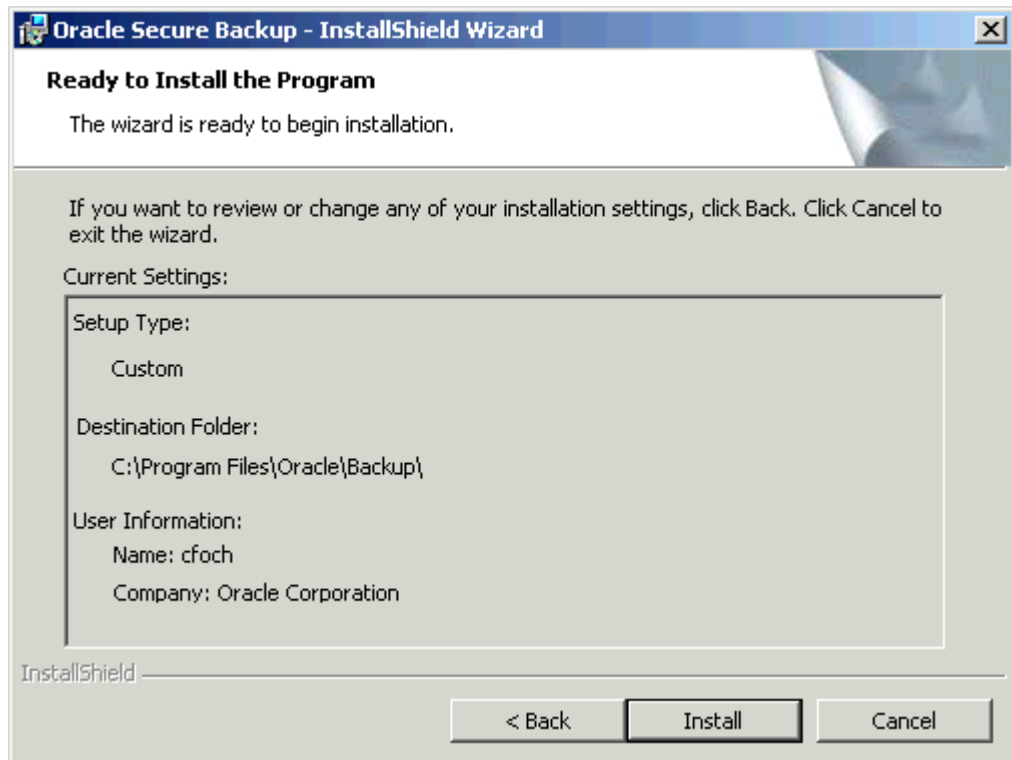 Oracle Secure Backup - InstallShield Wizard
Ready to Install the Program
The wizard is ready to begin installation.
If you want to review or change any of your installation settings, click Back. Click Cancel to
exit the wizard.
Current Settings:
Setup Type:
Custom
Destination Folder:
C:\Program Files\Oracle\Backup\
User Information:
Name: cfoch
Company: Oracle Corporation
InstallShield
< Back
Install
Cancel